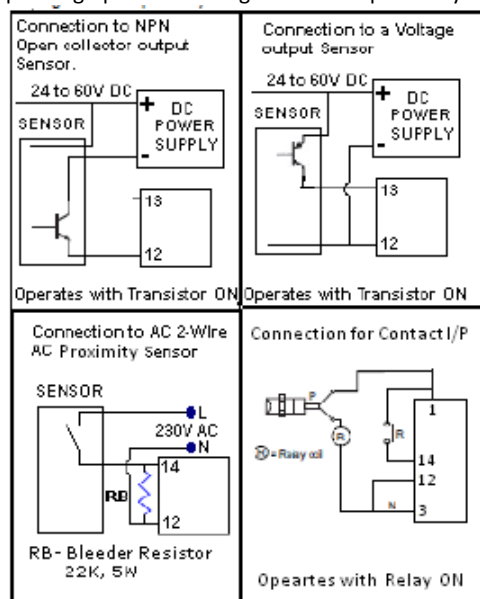 Connection to NPN
Open collector output
Sensor.
24 to 60V DC
SENSOR
+
-
DC
POWER
SUPPLY
13
12
Operates with Transistor ON
Connection to a Voltage
output Sensor
24 to 60V DC
SENSOR
+
-
DC
POWER
SUPPLY
13
12
Operates with Transistor ON
Connection to AC 2-Wire
AC Proximity Sensor
SENSOR
L
230V AC
N
14
RB
12
RB- Bleeder Resistor
22K, 5W
Connection for Contact I/P
P
1
R
R
R = Relay coil
14
12
N
3
Opeartes with Relay ON